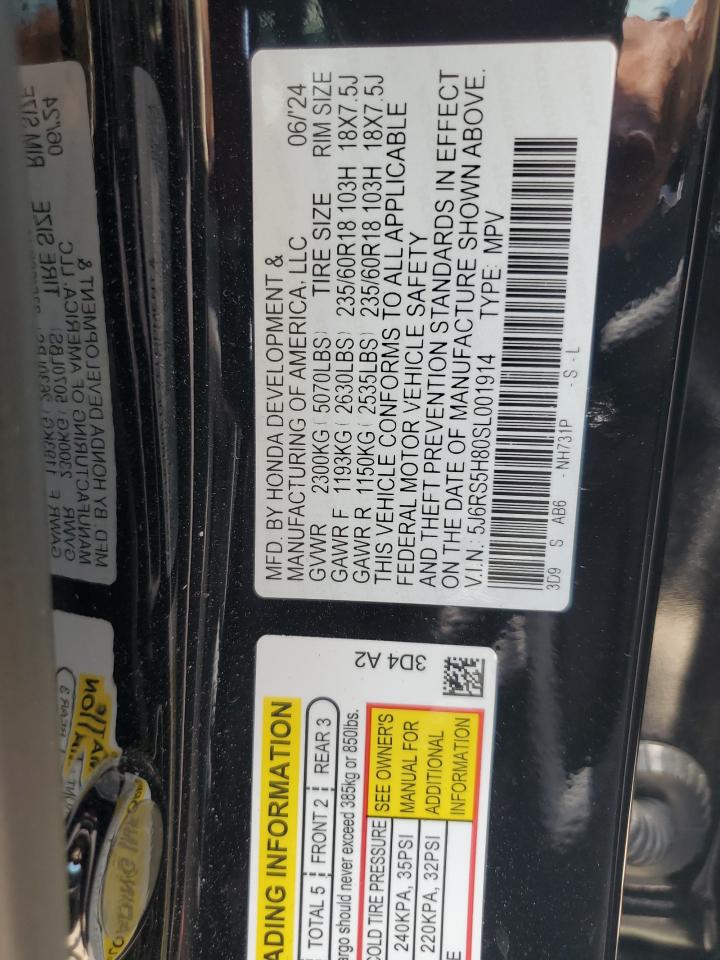 MFD. BY HONDA DEVELOPMENT &
MANUFACTURING OF AMERICA, LLC 06/'24
GVWR 2300KG ( 5070LBS) TIRE SIZE RIM SIZE
GAWR F 1193KG ( 2630LBS) 235/60R18 103H 18X7.5J
GAWR R 1150KG ( 2535LBS) 235/60R18 103H 18X7.5J
THIS VEHICLE CONFORMS TO ALL APPLICABLE
FEDERAL MOTOR VEHICLE SAFETY
AND THEFT PREVENTION STANDARDS IN EFFECT
ON THE DATE OF MANUFACTURE SHOWN ABOVE.
V.I.N.: 5J6RS5H80SL001914 TYPE: MPV
3D9 S AB6 - NH731P - S - L
3D4 A2
ADING INFORMATION
TOTAL 5 FRONT 2 REAR 3
argo should never exceed 385kg or 850lbs.
COLD TIRE PRESSURE
240KPA, 35PSI
220KPA, 32PSI
SEE OWNER'S
MANUAL FOR
ADDITIONAL
INFORMATION